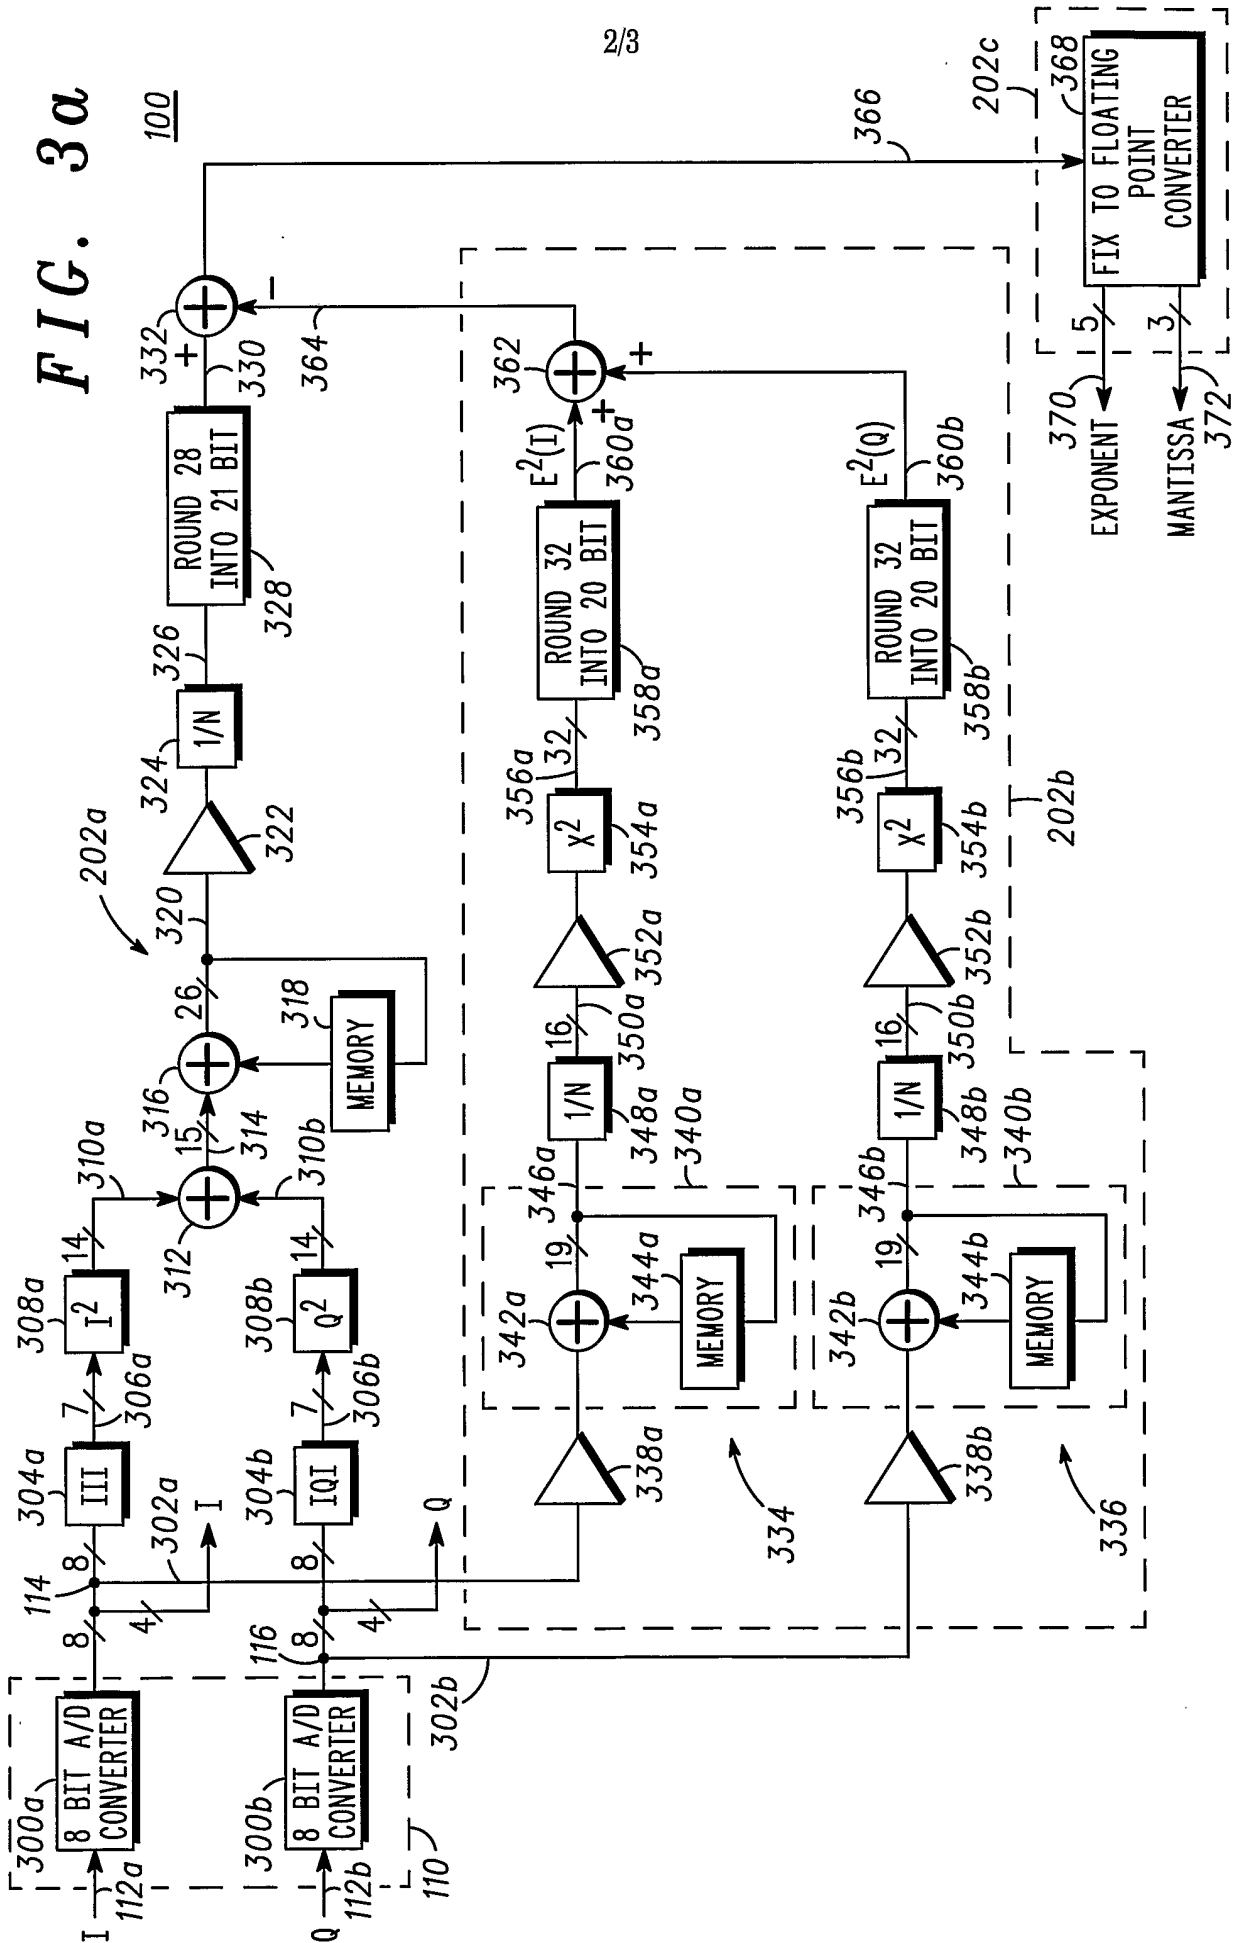 2/3
FIG. 3a
100
I
112a
300a
8 BIT A/D
CONVERTER
8
114
4
I
302a
8
304a
III
7
306a
308a
I²
14
310a
312
15
314
316
26
318
MEMORY
320
202a
322
324
1/N
326
ROUND 28
INTO 21 BIT
328
330
+
332
−
364
366
Q
112b
110
300b
8 BIT A/D
CONVERTER
116
8
4
Q
302b
8
304b
IQI
7
306b
308b
Q²
14
310b
334
338a
340a
342a
344a
MEMORY
19
346a
1/N
348a
16
350a
352a
X²
354a
356a
32
ROUND 32
INTO 20 BIT
358a
E²(I)
360a
+
362
+
336
338b
340b
342b
344b
MEMORY
19
346b
1/N
348b
16
350b
352b
X²
354b
356b
32
ROUND 32
INTO 20 BIT
358b
E²(Q)
360b
202b
202c
368
FIX TO FLOATING
POINT
CONVERTER
5
370
EXPONENT
3
372
MANTISSA